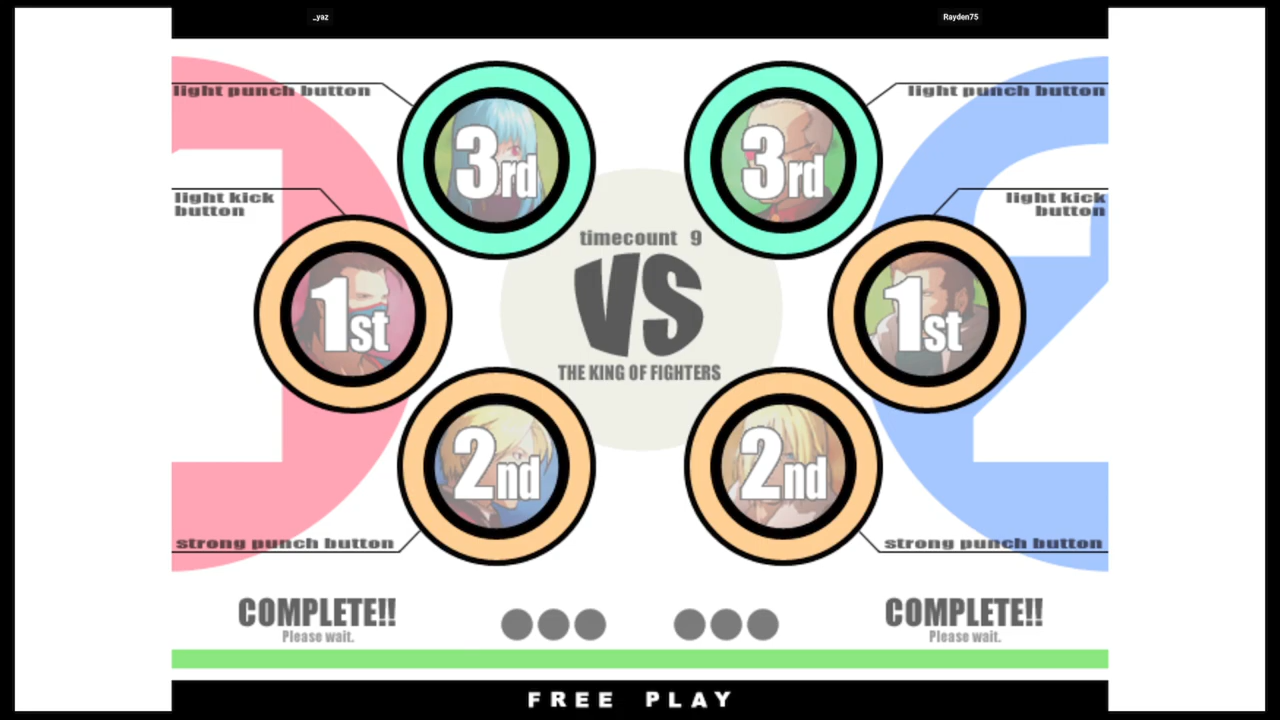 _yaz
Rayden75
light punch button
light punch button
3rd
3rd
light kick
button
light kick
button
timecount 9
VS
THE KING OF FIGHTERS
1st
1st
2nd
2nd
strong punch button
strong punch button
COMPLETE!!
Please wait.
COMPLETE!!
Please wait.
FREE PLAY